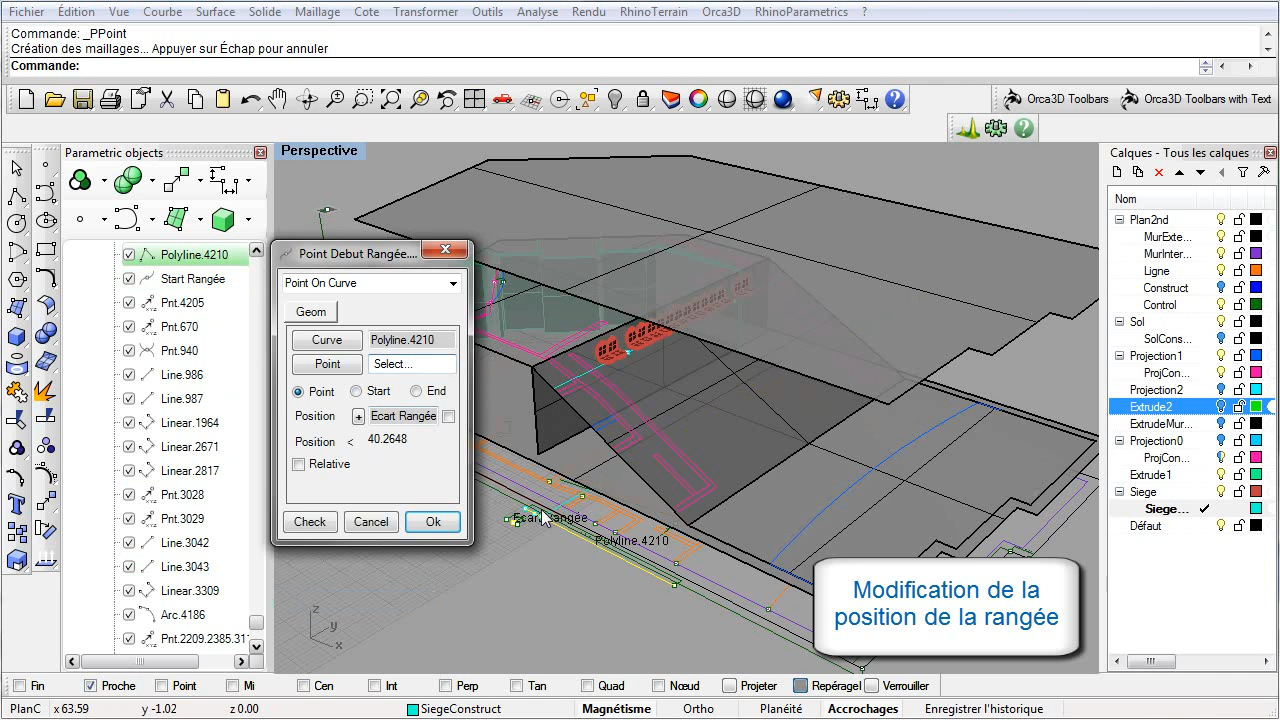 Fichier Édition Vue Courbe Surface Solide Maillage Cote Transformer Outils Analyse Rendu RhinoTerrain Orca3D RhinoParametrics ?
Commande: _PPoint
Création des maillages... Appuyer sur Échap pour annuler
Commande:
Orca3D Toolbars Orca3D Toolbars with Text
Parametric objects
Polyline.4210
Start Rangée
Pnt.4205
Pnt.670
Pnt.940
Line.986
Line.987
Linear.1964
Linear.2671
Linear.2817
Pnt.3028
Pnt.3029
Line.3042
Line.3043
Line.3309
Arc.4186
Pnt.2209.2385.31
Perspective
Point Debut Rangée....
Point On Curve
Geom
Curve Polyline.4210
Point Select...
Point Start End
Position + Ecart Rangée
Position < 40.2648
Relative
Check Cancel Ok
Ecart Rangée
Polyline.4210
z
y
x
Modification de la
position de la rangée
Calques - Tous les calques
Nom
Plan2nd
MurExte...
MurInter...
Ligne
Construct
Control
Sol
SolCons...
Projection1
ProjCon...
Projection2
Extrude2
ExtrudeMur...
Projection0
ProjCon...
Extrude1
Siege
Siege...
Défaut
Fin Proche Point Mi Cen Int Perp Tan Quad Nœud Projeter Repérage Verrouiller
PlanC x 63.59 y -1.02 z 0.00 SiegeConstruct Magnétisme Ortho Planéité Accrochages Enregistrer l'historique